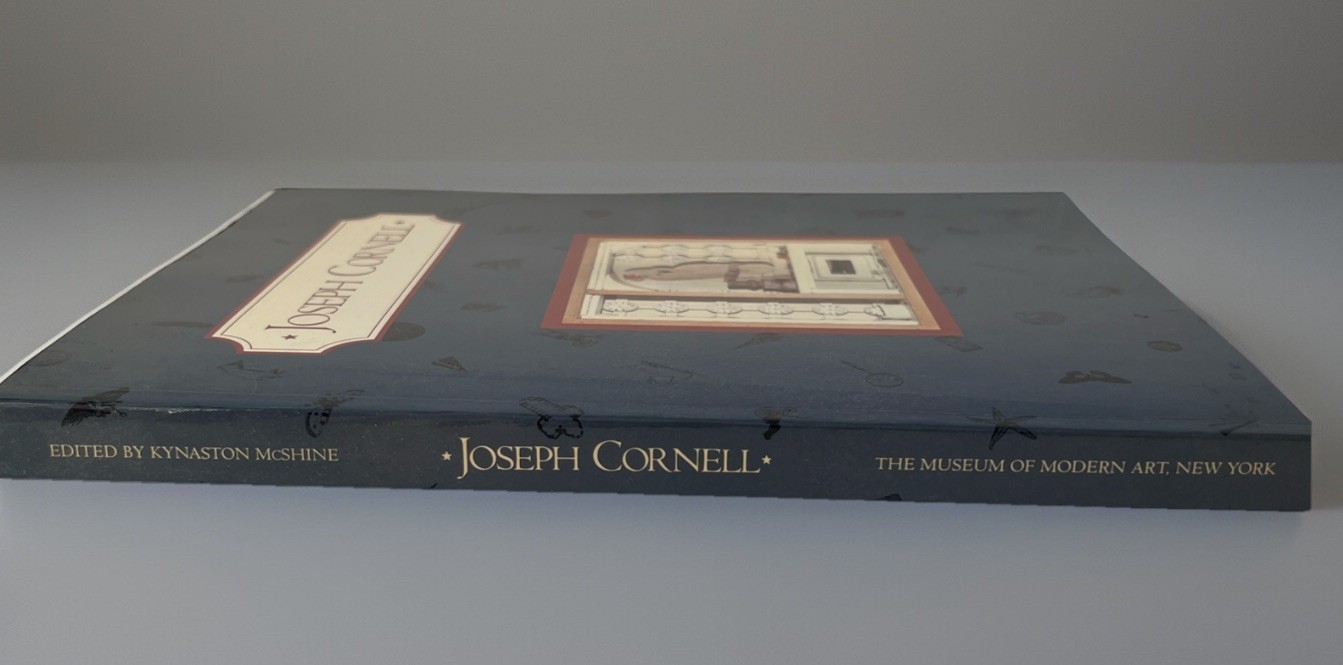 ★ JOSEPH CORNELL ★
EDITED BY KYNASTON McSHINE
★ JOSEPH CORNELL ★
THE MUSEUM OF MODERN ART, NEW YORK